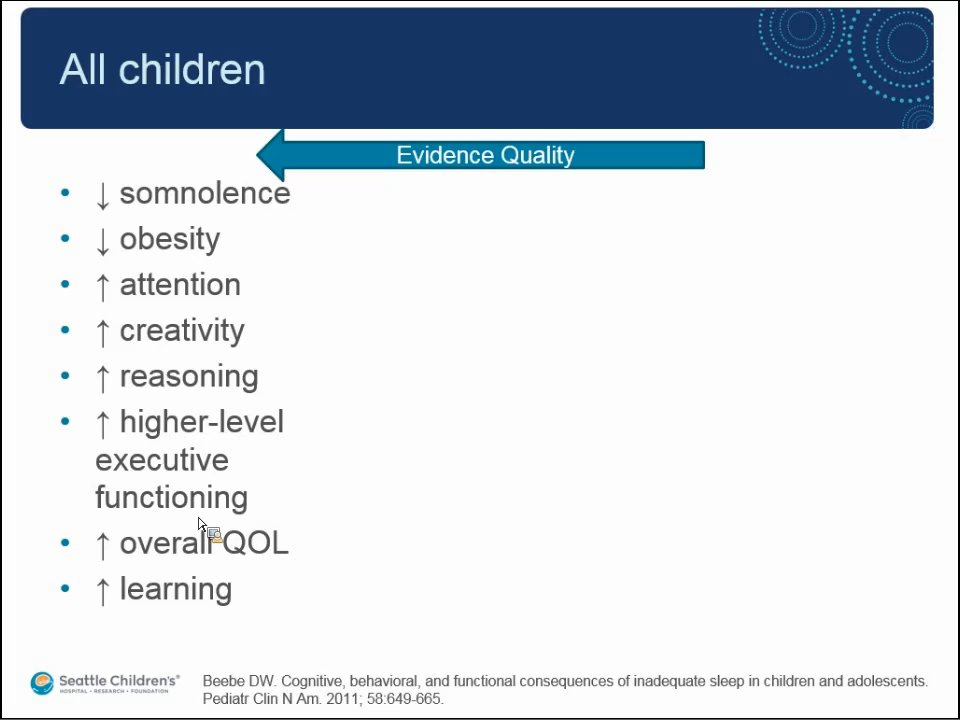 All children
Evidence Quality
• ↓ somnolence
• ↓ obesity
• ↑ attention
• ↑ creativity
• ↑ reasoning
• ↑ higher-level
executive
functioning
• ↑ overall QOL
• ↑ learning
Seattle Children's®
HOSPITAL • RESEARCH • FOUNDATION
Beebe DW. Cognitive, behavioral, and functional consequences of inadequate sleep in children and adolescents.
Pediatr Clin N Am. 2011; 58:649-665.